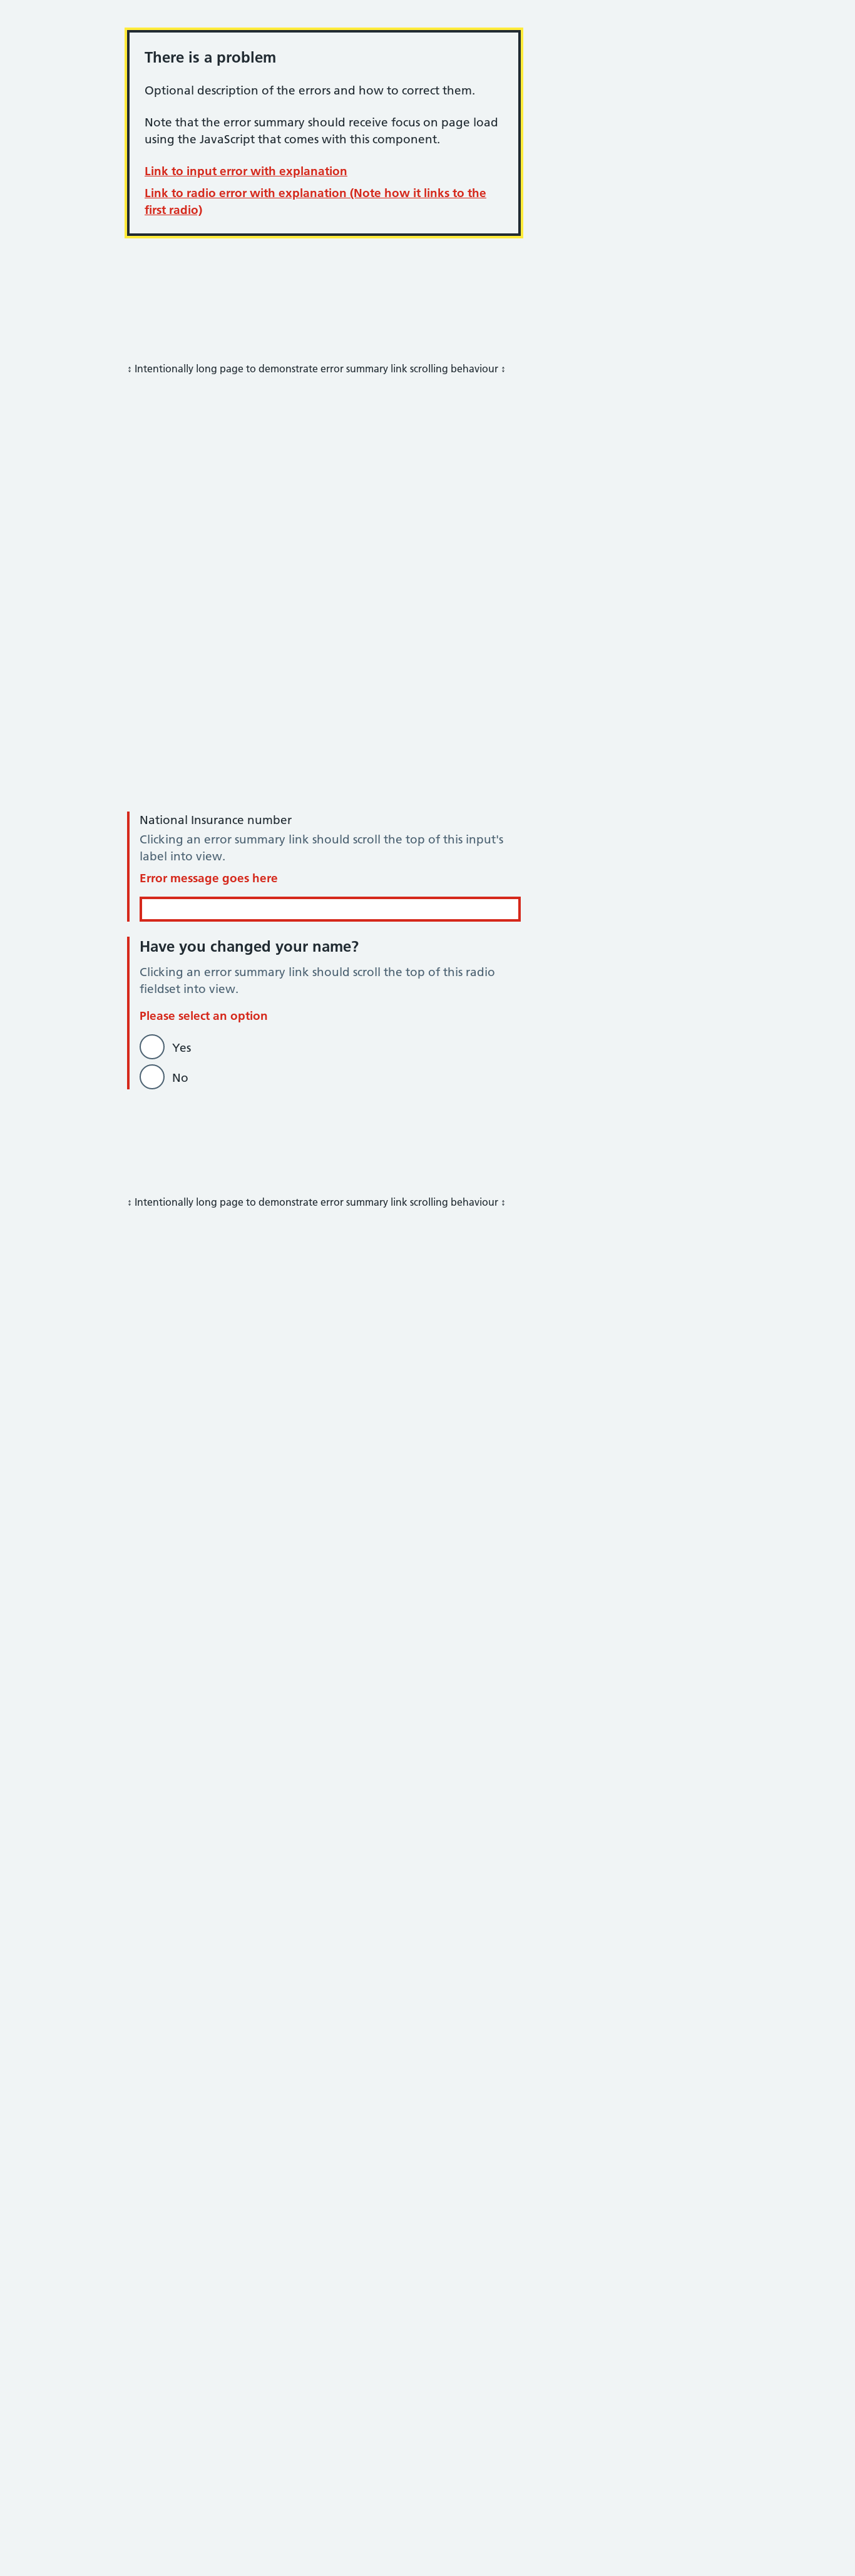 There is a problem
Optional description of the errors and how to correct them.
Note that the error summary should receive focus on page load
using the JavaScript that comes with this component.
Link to input error with explanation
Link to radio error with explanation (Note how it links to the
first radio)
↕ Intentionally long page to demonstrate error summary link scrolling behaviour ↕
National Insurance number
Clicking an error summary link should scroll the top of this input's
label into view.
Error message goes here
Have you changed your name?
Clicking an error summary link should scroll the top of this radio
fieldset into view.
Please select an option
Yes
No
↕ Intentionally long page to demonstrate error summary link scrolling behaviour ↕